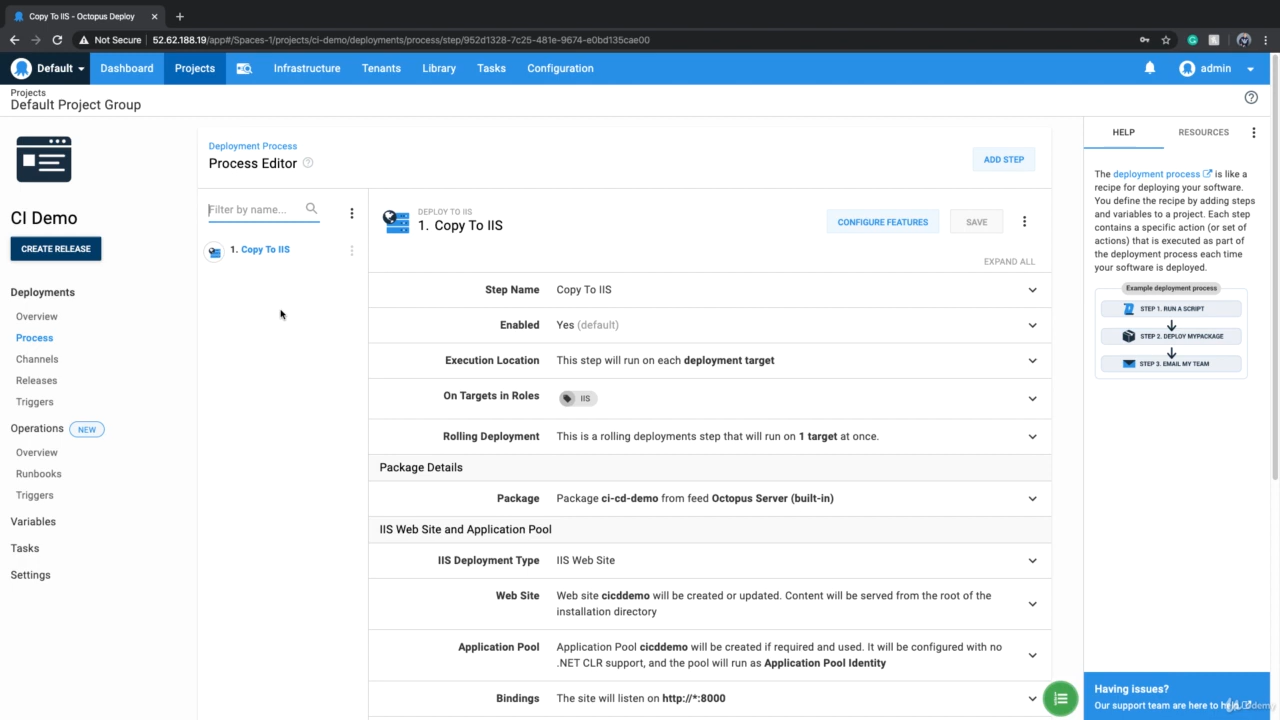 Copy To IIS - Octopus Deploy
Not Secure
52.62.188.19/app#/Spaces-1/projects/ci-demo/deployments/process/step/952d1328-7c25-481e-9674-e0bd135cae00
Default
Dashboard
Projects
Infrastructure
Tenants
Library
Tasks
Configuration
admin
Projects
Default Project Group
CI Demo
CREATE RELEASE
Deployments
Overview
Process
Channels
Releases
Triggers
Operations NEW
Overview
Runbooks
Triggers
Variables
Tasks
Settings
Deployment Process
Process Editor
ADD STEP
Filter by name...
1. Copy To IIS
DEPLOY TO IIS
1. Copy To IIS
CONFIGURE FEATURES
SAVE
EXPAND ALL
Step Name Copy To IIS
Enabled Yes (default)
Execution Location This step will run on each deployment target
On Targets in Roles IIS
Rolling Deployment This is a rolling deployments step that will run on 1 target at once.
Package Details
Package Package ci-cd-demo from feed Octopus Server (built-in)
IIS Web Site and Application Pool
IIS Deployment Type IIS Web Site
Web Site Web site cicddemo will be created or updated. Content will be served from the root of the
installation directory
Application Pool Application Pool cicddemo will be created if required and used. It will be configured with no
.NET CLR support, and the pool will run as Application Pool Identity
Bindings The site will listen on http://*:8000
HELP
RESOURCES
The deployment process is like a
recipe for deploying your software.
You define the recipe by adding steps
and variables to a project. Each step
contains a specific action (or set of
actions) that is executed as part of
the deployment process each time
your software is deployed.
Example deployment process
STEP 1. RUN A SCRIPT
STEP 2. DEPLOY MYPACKAGE
STEP 3. EMAIL MY TEAM
Having issues?
Our support team are here to
Udemy